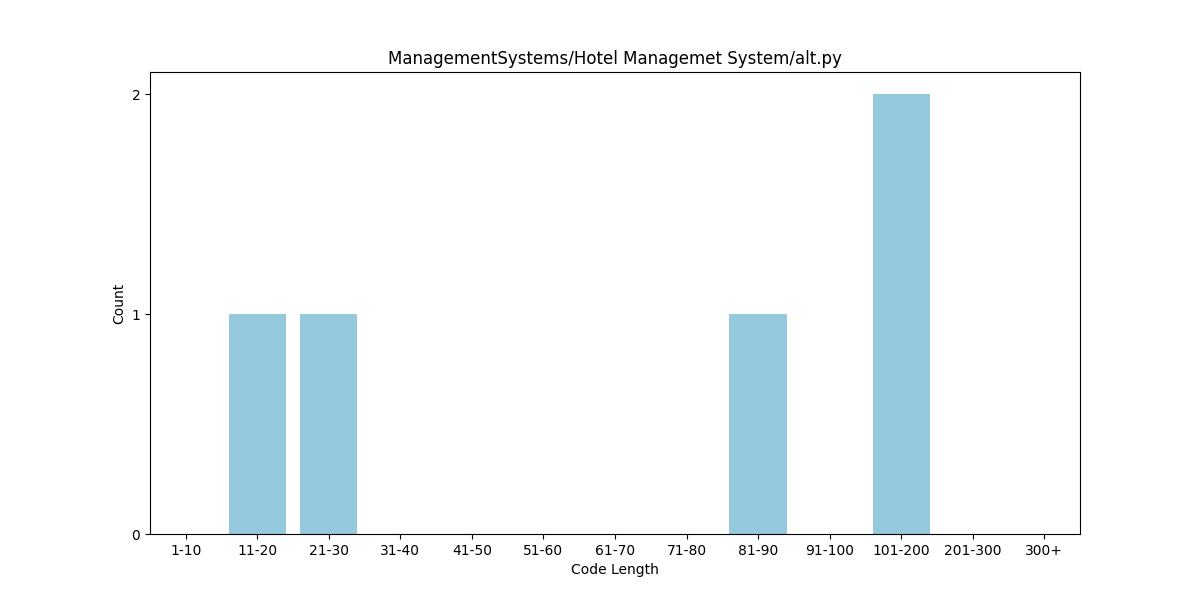 ManagementSystems/Hotel Managemet System/alt.py
Count
2
1
0
1-10 11-20 21-30 31-40 41-50 51-60 61-70 71-80 81-90 91-100 101-200 201-300 300+
Code Length